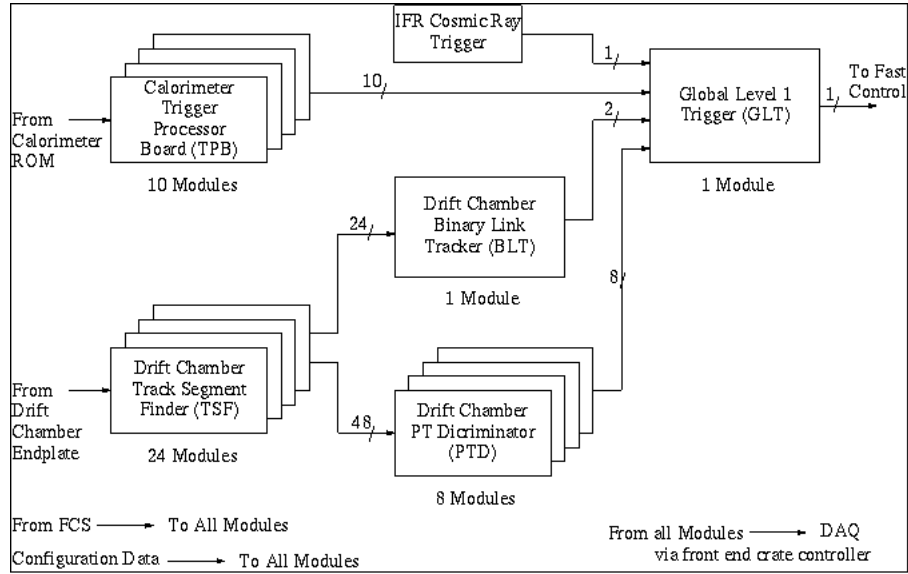 IFR Cosmic Ray
Trigger
1
Calorimeter
Trigger
Processor
Board (TPB)
10 Modules
From
Calorimeter
ROM
10
2
Global Level 1
Trigger (GLT)
1 Module
1
To Fast
Control
24
Drift Chamber
Binary Link
Tracker (BLT)
1 Module
8
Drift Chamber
Track Segment
Finder (TSF)
24 Modules
From
Drift
Chamber
Endplate
48
Drift Chamber
PT Dicriminator
(PTD)
8 Modules
From FCS To All Modules
Configuration Data To All Modules
From all Modules DAQ
via front end crate controller